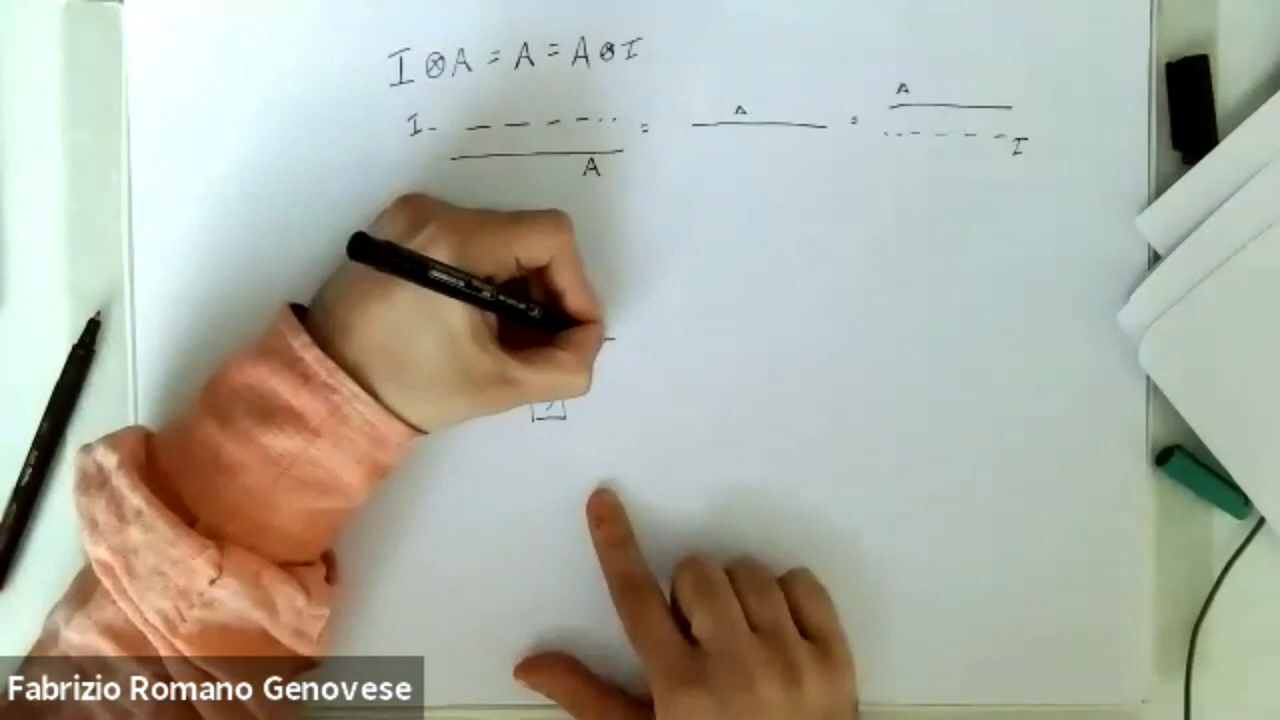 I ⊗ A = A = A ⊗ I
A
I = A =
A I
Fabrizio Romano Genovese